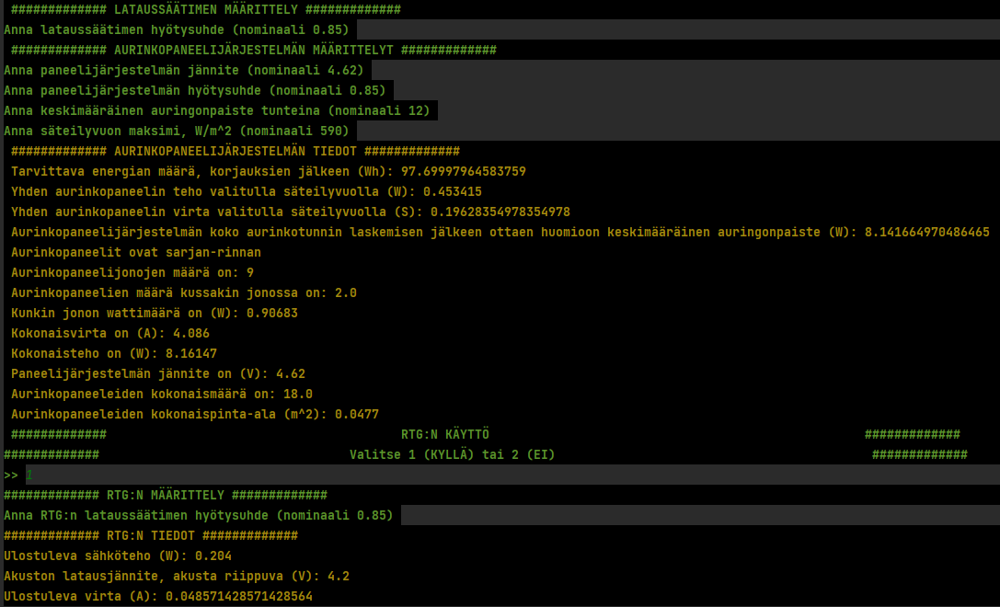 ############# LATAUSSÄÄTIMEN MÄÄRITTELY #############
Anna lataussäätimen hyötysuhde (nominaali 0.85)
############# AURINKOPANEELIJÄRJESTELMÄN MÄÄRITTELYT #############
Anna paneelijärjestelmän jännite (nominaali 4.62)
Anna paneelijärjestelmän hyötysuhde (nominaali 0.85)
Anna keskimääräinen auringonpaiste tunteina (nominaali 12)
Anna säteilyvuon maksimi, W/m^2 (nominaali 590)
############# AURINKOPANEELIJÄRJESTELMÄN TIEDOT #############
Tarvittava energian määrä, korjauksien jälkeen (Wh): 97.69997964583759
Yhden aurinkopaneelin teho valitulla säteilyvuolla (W): 0.453415
Yhden aurinkopaneelin virta valitulla säteilyvuolla (S): 0.19628354978354978
Aurinkopaneelijärjestelmän koko aurinkotunnin laskemisen jälkeen ottaen huomioon keskimääräinen auringonpaiste (W): 8.141664970486465
Aurinkopaneelit ovat sarjan-rinnan
Aurinkopaneelijonojen määrä on: 9
Aurinkopaneelien määrä kussakin jonossa on: 2.0
Kunkin jonon wattimäärä on (W): 0.90683
Kokonaisvirta on (A): 4.086
Kokonaisteho on (W): 8.16147
Paneelijärjestelmän jännite on (V): 4.62
Aurinkopaneeleiden kokonaismäärä on: 18.0
Aurinkopaneeleiden kokonaispinta-ala (m^2): 0.0477
############# RTG:N KÄYTTÖ #############
############# Valitse 1 (KYLLÄ) tai 2 (EI) #############
>> 1
############# RTG:N MÄÄRITTELY #############
Anna RTG:n lataussäätimen hyötysuhde (nominaali 0.85)
############# RTG:N TIEDOT #############
Ulostuleva sähköteho (W): 0.204
Akuston latausjännite, akusta riippuva (V): 4.2
Ulostuleva virta (A): 0.048571428571428564